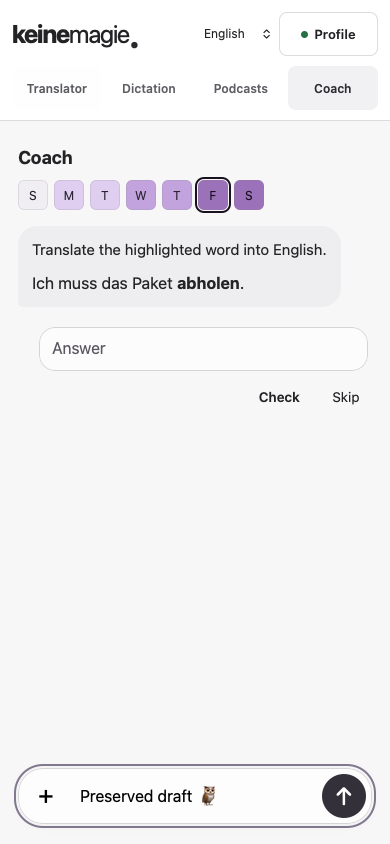 keinemagie.
English
Profile
Translator Dictation Podcasts Coach
Coach
S M T W T F S
Translate the highlighted word into English.
Ich muss das Paket abholen.
Answer
Check Skip
Preserved draft 🦉